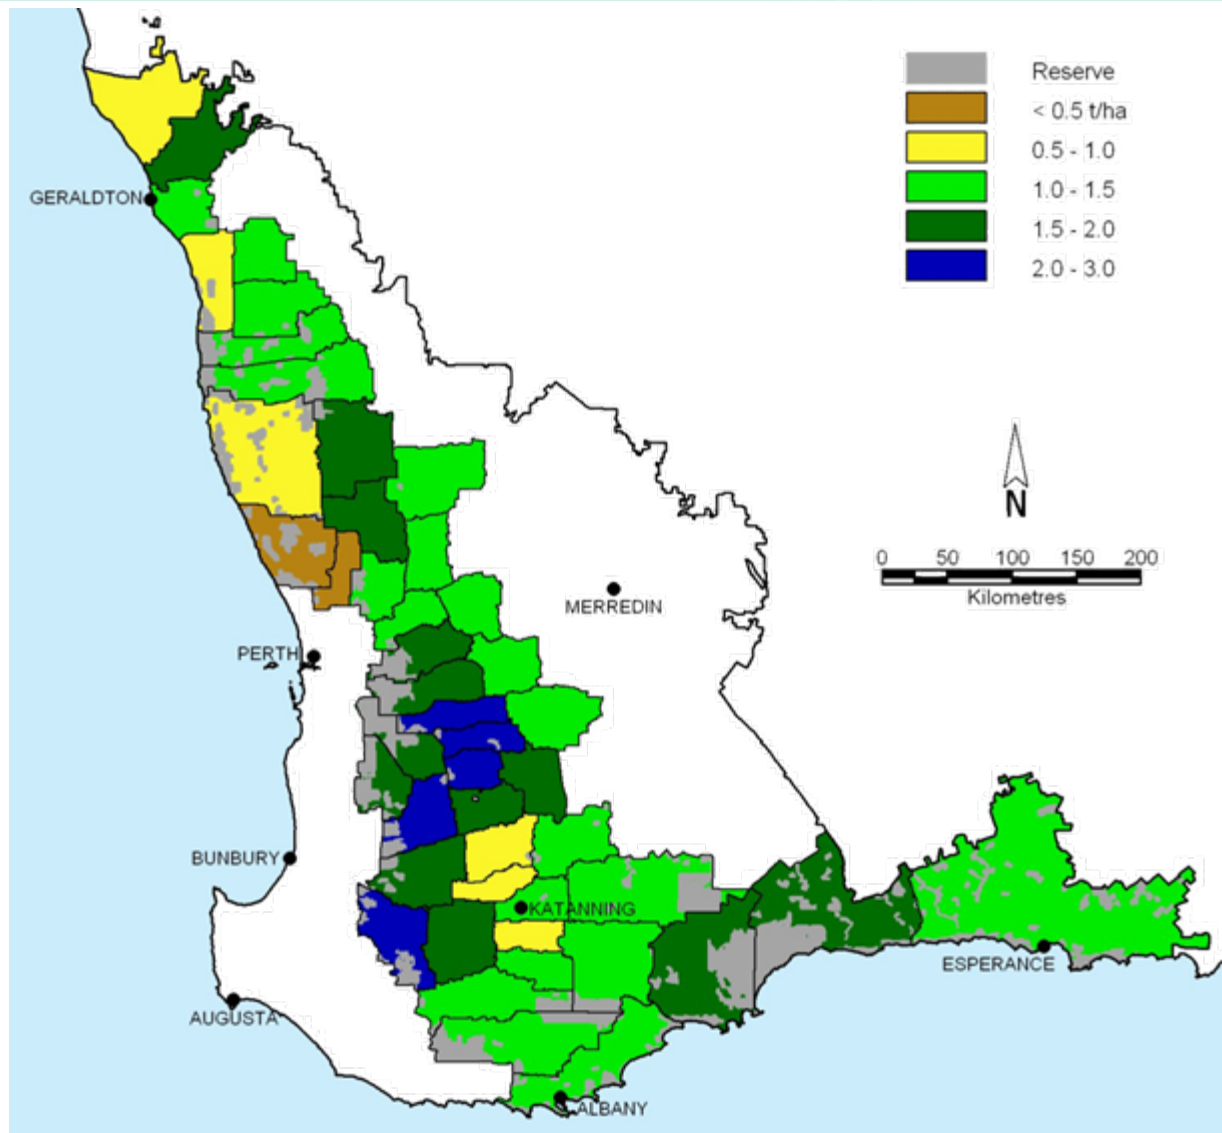 Reserve
< 0.5 t/ha
0.5 - 1.0
1.0 - 1.5
1.5 - 2.0
2.0 - 3.0
GERALDTON
N
0 50 100 150 200
Kilometres
MERREDIN
PERTH
BUNBURY
KATANNING
ESPERANCE
AUGUSTA
ALBANY